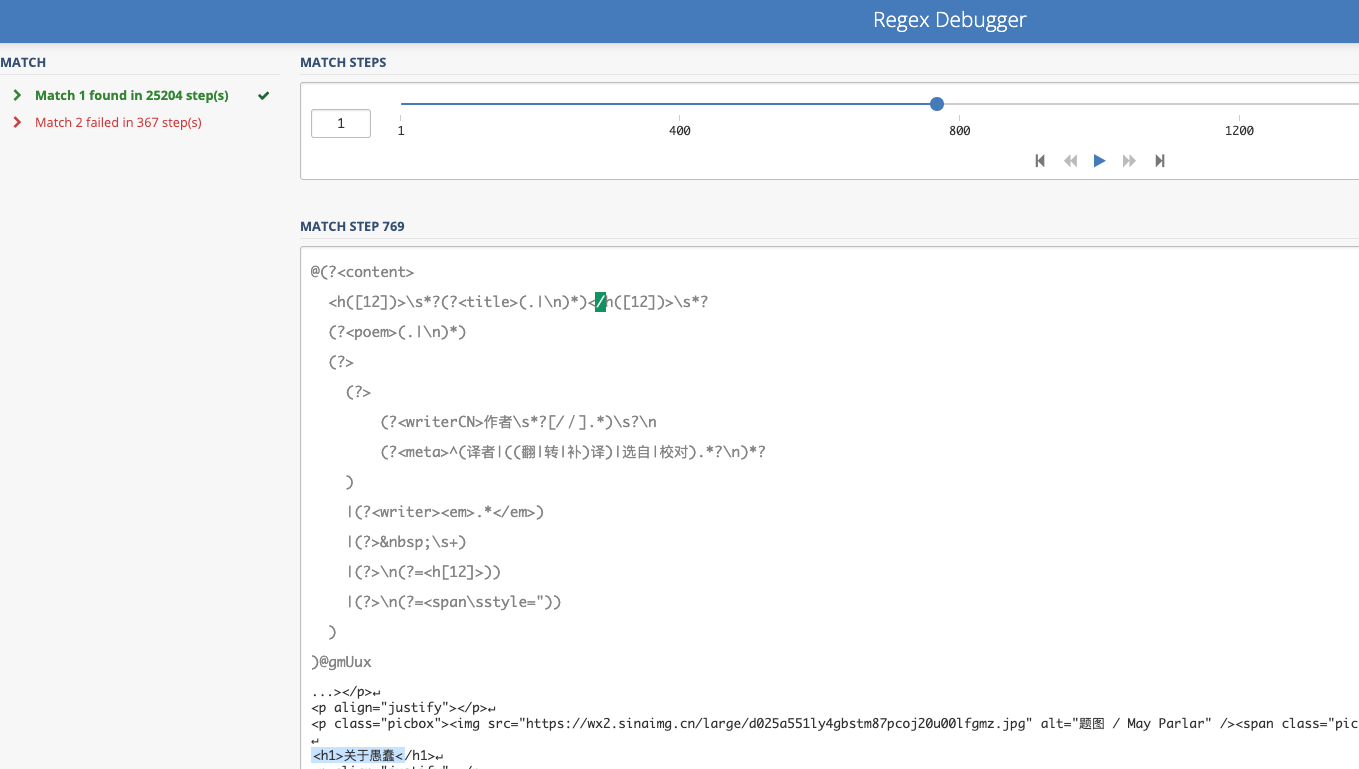 Regex Debugger
MATCH
Match 1 found in 25204 step(s)
Match 2 failed in 367 step(s)
MATCH STEPS
1
1
400
800
1200
MATCH STEP 769
@(?<content>
<h([12])>\s*?(?<title>(.|\n)*)</h([12])>\s*?
(?<poem>(.|\n)*)
(?>
(?>
(?<writerCN>作者\s*?[//].*)\s?\n
(?<meta>^(译者|((翻|转|补)译)|选自|校对).*?\n)*?
)
|(?<writer><em>.*</em>)
|(?>&nbsp;\s+)
|(?>\n(?=<h[12]>))
|(?>\n(?=<span\sstyle="))
)
)@gmUux
...></p>↵
<p align="justify"></p>↵
<p class="picbox"><img src="https://wx2.sinaimg.cn/large/d025a551ly4gbstm87pcoj20u00lfgmz.jpg" alt="题图 / May Parlar" /><span class="pic
↵
<h1>关于愚蠢</h1>↵